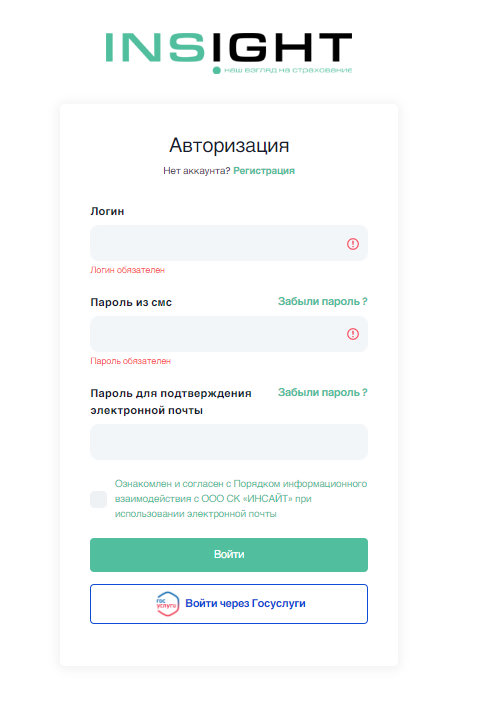 INSIGHT
наш взгляд на страхование
Авторизация
Нет аккаунта? Регистрация
Логин
Логин обязателен
Пароль из смс Забыли пароль ?
Пароль обязателен
Пароль для подтверждения Забыли пароль ?
электронной почты
Ознакомлен и согласен с Порядком информационного
взаимодействия с ООО СК «ИНСАЙТ» при
использовании электронной почты
Войти
гос
услуги
Войти через Госуслуги